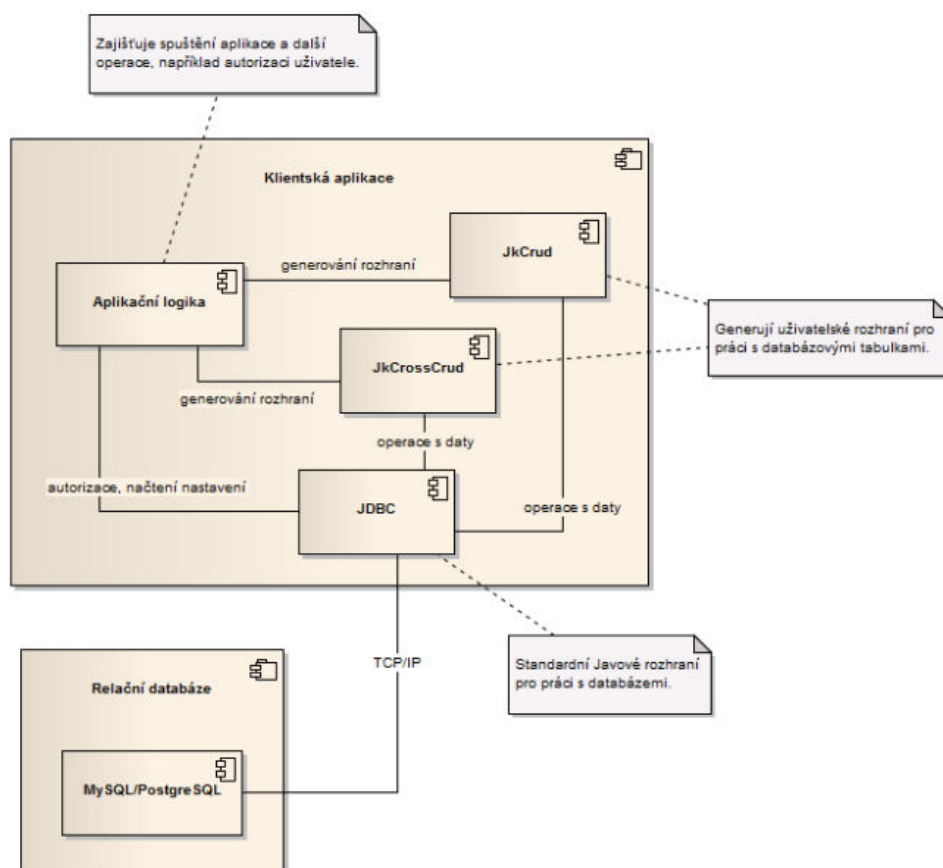 Zajišťuje spuštění aplikace a další
operace, například autorizaci uživatele.
Klientská aplikace
JkCrud
generování rozhraní
Aplikační logika
Generují uživatelské rozhraní pro
práci s databázovými tabulkami.
JkCrossCrud
generování rozhraní
operace s daty
autorizace, načtení nastavení
JDBC
operace s daty
Standardní Javové rozhraní
pro práci s databázemi.
TCP/IP
Relační databáze
MySQL/PostgreSQL